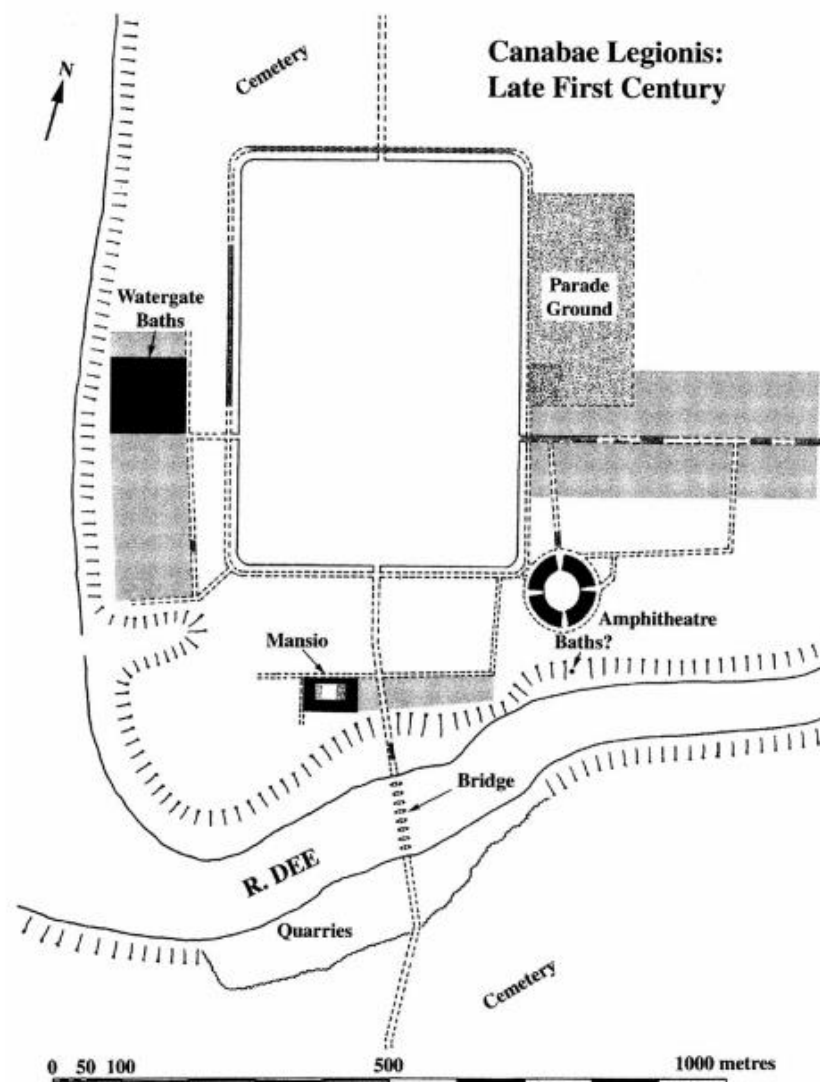 Canabae Legionis:
Late First Century
N
Cemetery
Watergate
Baths
Parade
Ground
Amphitheatre
Baths?
Mansio
Bridge
R. DEE
Quarries
Cemetery
0 50 100 500 1000 metres